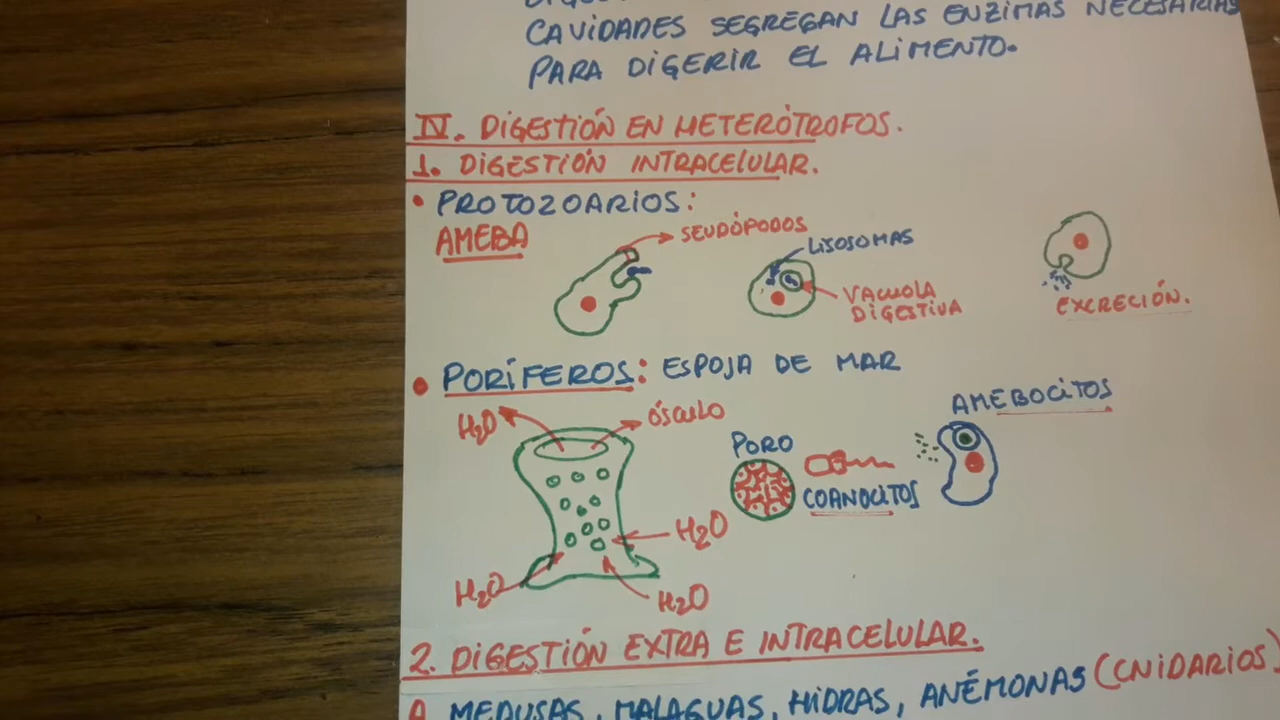 CAVIDADES SEGREGAN LAS ENZIMAS NECESARIAS
PARA DIGERIR EL ALIMENTO.
IV. DIGESTIÓN EN HETERÓTROFOS.
1. DIGESTIÓN INTRACELULAR.
• PROTOZOARIOS:
AMEBA
SEUDÓPODOS
LISOSOMAS
VACUOLA
DIGESTIVA
EXCRECIÓN.
• PORÍFEROS: ESPOJA DE MAR
H2O
ÓSCULO
PORO
COANOCITOS
AMEBOCITOS
H2O
H2O
H2O
2. DIGESTIÓN EXTRA E INTRACELULAR.
A MEDUSAS, MALAGUAS, HIDRAS, ANÉMONAS (CNIDARIOS)